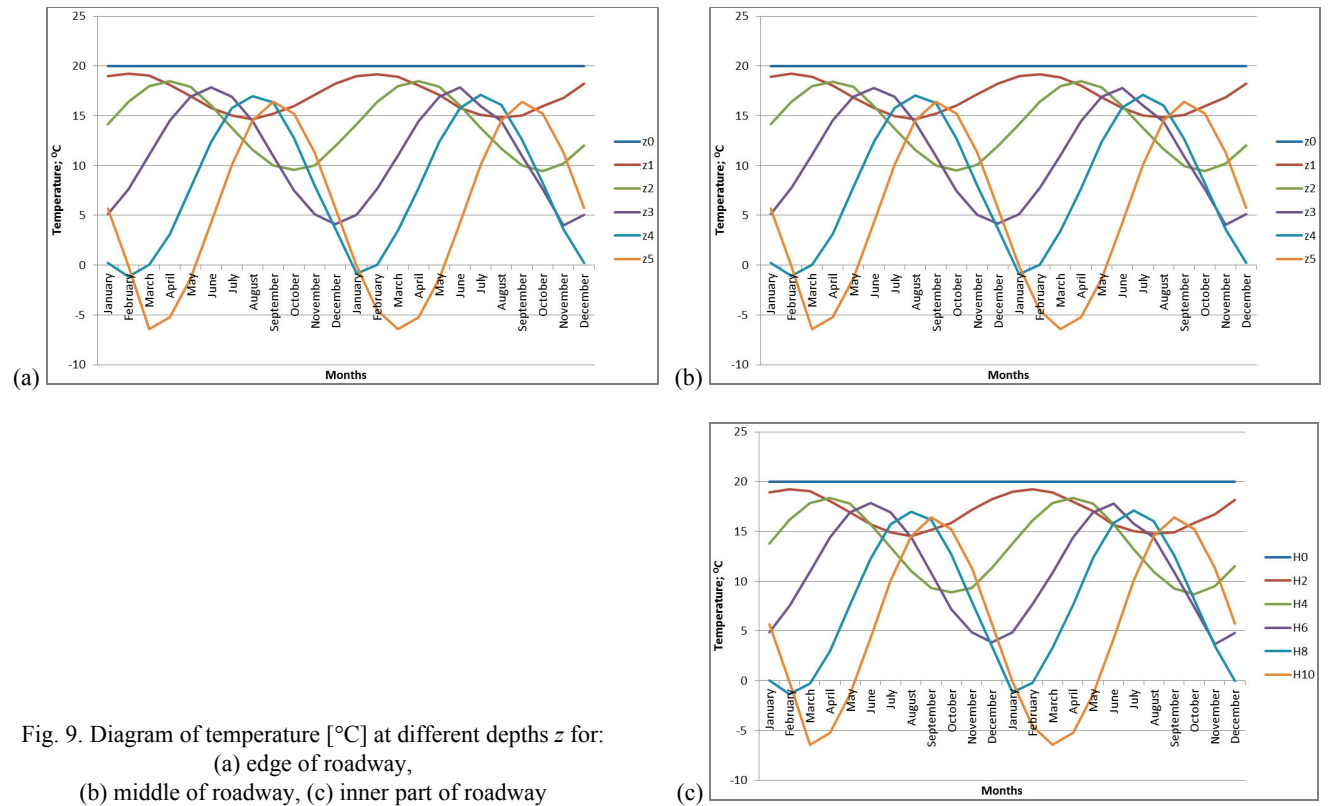 25
20
15
10
5
0
-5
-10
Temperature; °C
January
February
March
April
May
June
July
August
September
October
November
December
January
February
March
April
May
June
July
August
September
October
November
December
Months
z0
z1
z2
z3
z4
z5
(a)
25
20
15
10
5
0
-5
-10
Temperature; °C
January
February
March
April
May
June
July
August
September
October
November
December
January
February
March
April
May
June
July
August
September
October
November
December
Months
z0
z1
z2
z3
z4
z5
(b)
25
20
15
10
5
0
-5
-10
Temperature; °C
January
February
March
April
May
June
July
August
September
October
November
December
January
February
March
April
May
June
July
August
September
October
November
December
Months
H0
H2
H4
H6
H8
H10
(c)
Fig. 9. Diagram of temperature [°C] at different depths z for:
(a) edge of roadway,
(b) middle of roadway, (c) inner part of roadway